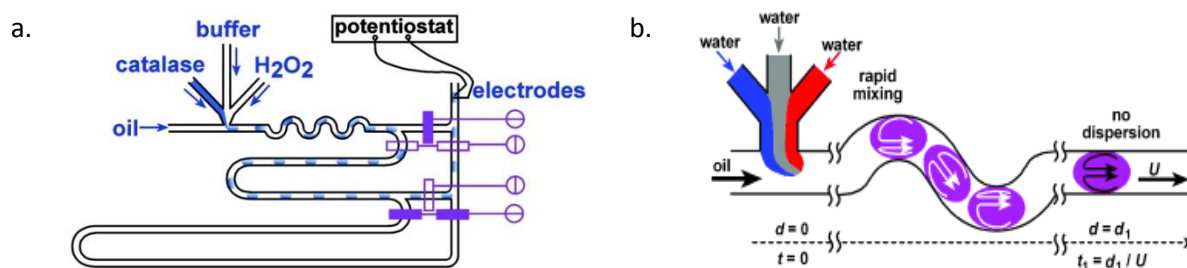 a.
buffer
catalase
H₂O₂
oil
potentiostat
electrodes
b.
water
water
water
rapid
mixing
no
dispersion
oil
U
d = 0
t = 0
d = d₁
t₁ = d₁ / U